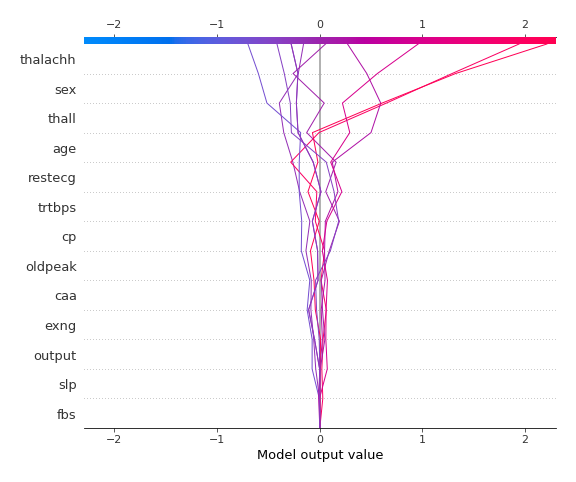 −2 −1 0 1 2
thalachh
sex
thall
age
restecg
trtbps
cp
oldpeak
caa
exng
output
slp
fbs
−2 −1 0 1 2
Model output value